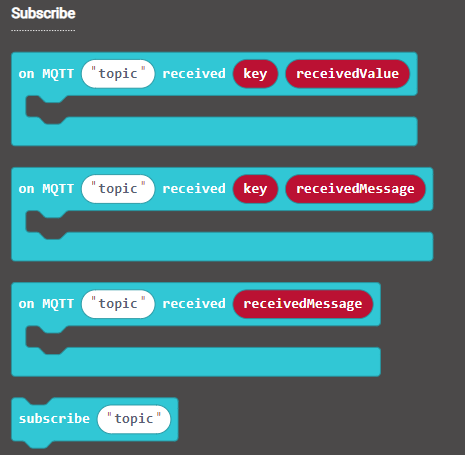 Subscribe
on MQTT "topic" received key receivedValue
on MQTT "topic" received key receivedMessage
on MQTT "topic" received receivedMessage
subscribe "topic"